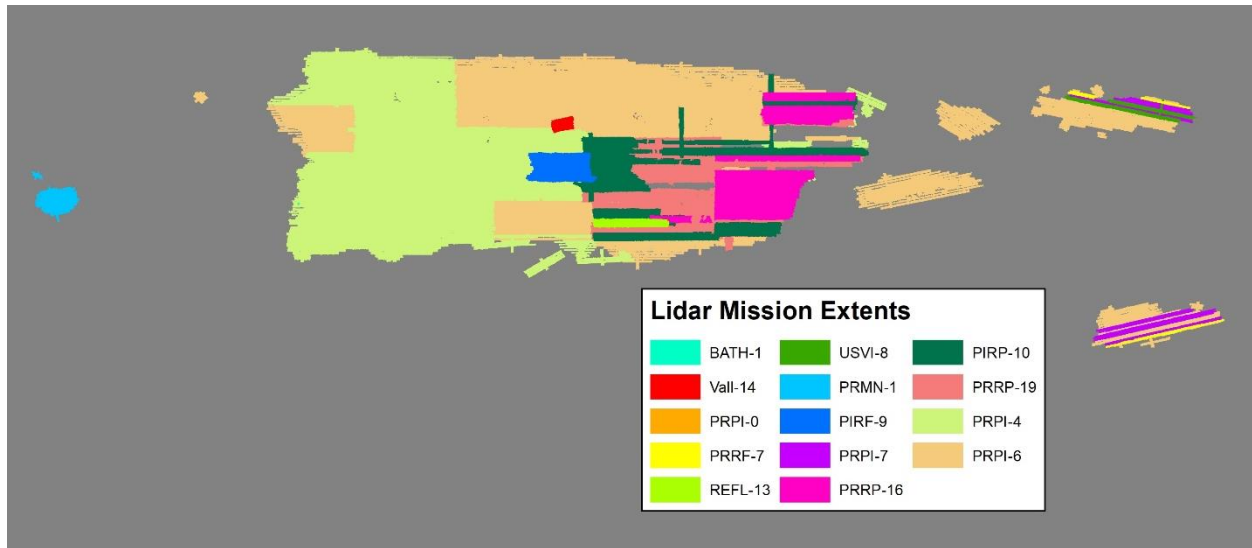 Lidar Mission Extents
BATH-1 USVI-8 PIRP-10
Vall-14 PRMN-1 PRRP-19
PRPI-0 PIRF-9 PRPI-4
PRRF-7 PRPI-7 PRPI-6
REFL-13 PRRP-16